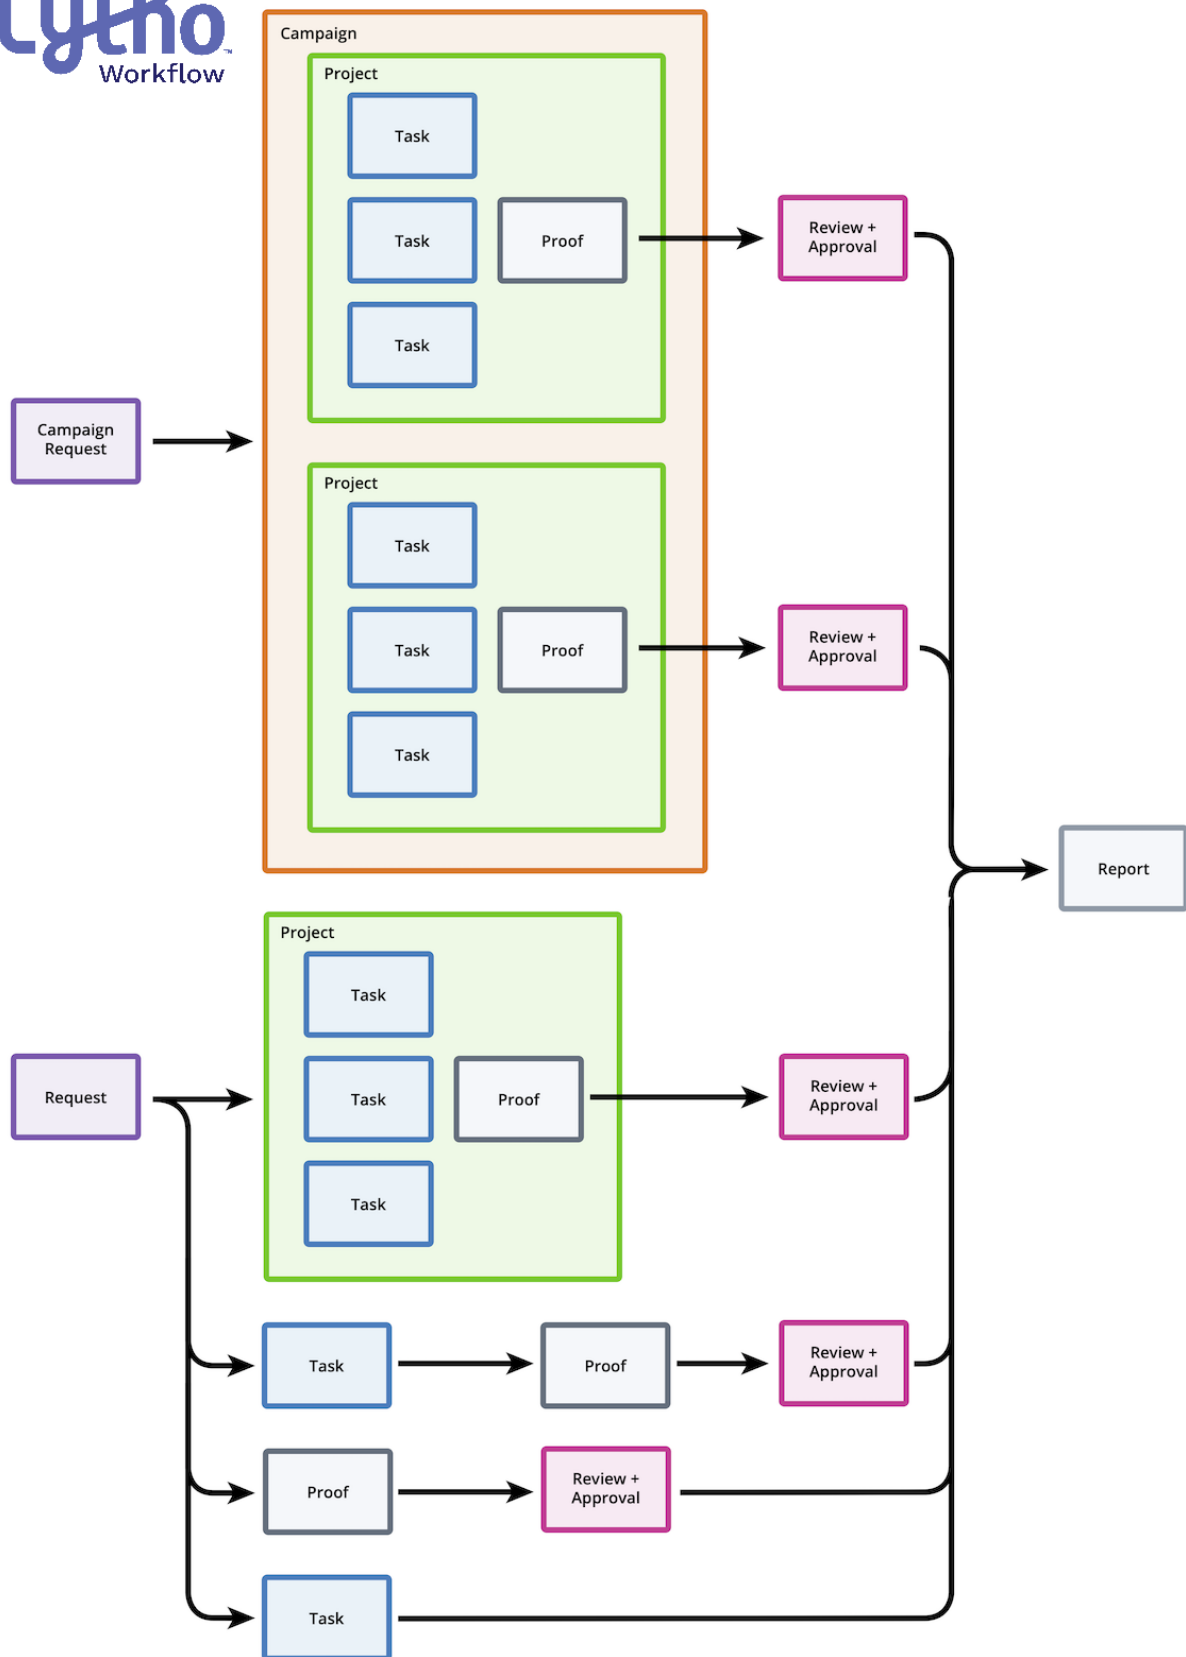 Lytho
Workflow
Campaign
Project
Task
Task
Proof
Review +
Approval
Task
Campaign
Request
Project
Task
Task
Proof
Review +
Approval
Task
Report
Project
Task
Request
Task
Proof
Review +
Approval
Task
Task
Proof
Review +
Approval
Proof
Review +
Approval
Task